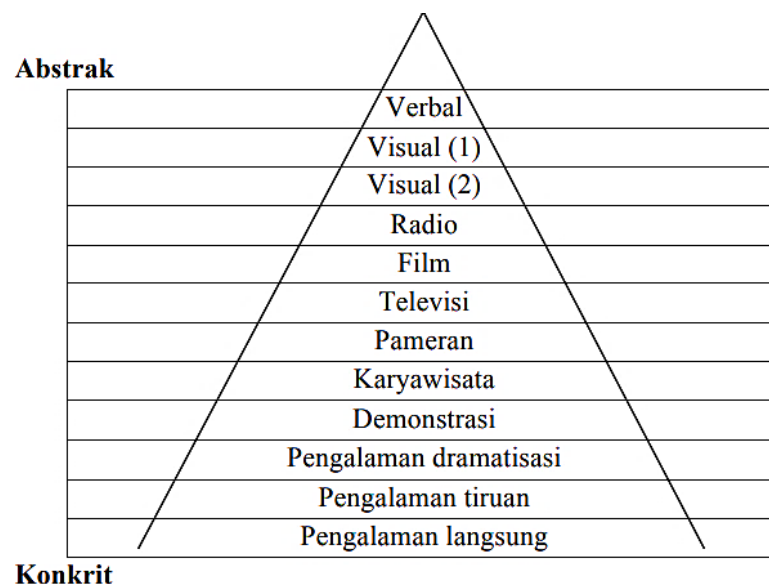 Abstrak
Verbal
Visual (1)
Visual (2)
Radio
Film
Televisi
Pameran
Karyawisata
Demonstrasi
Pengalaman dramatisasi
Pengalaman tiruan
Pengalaman langsung
Konkrit